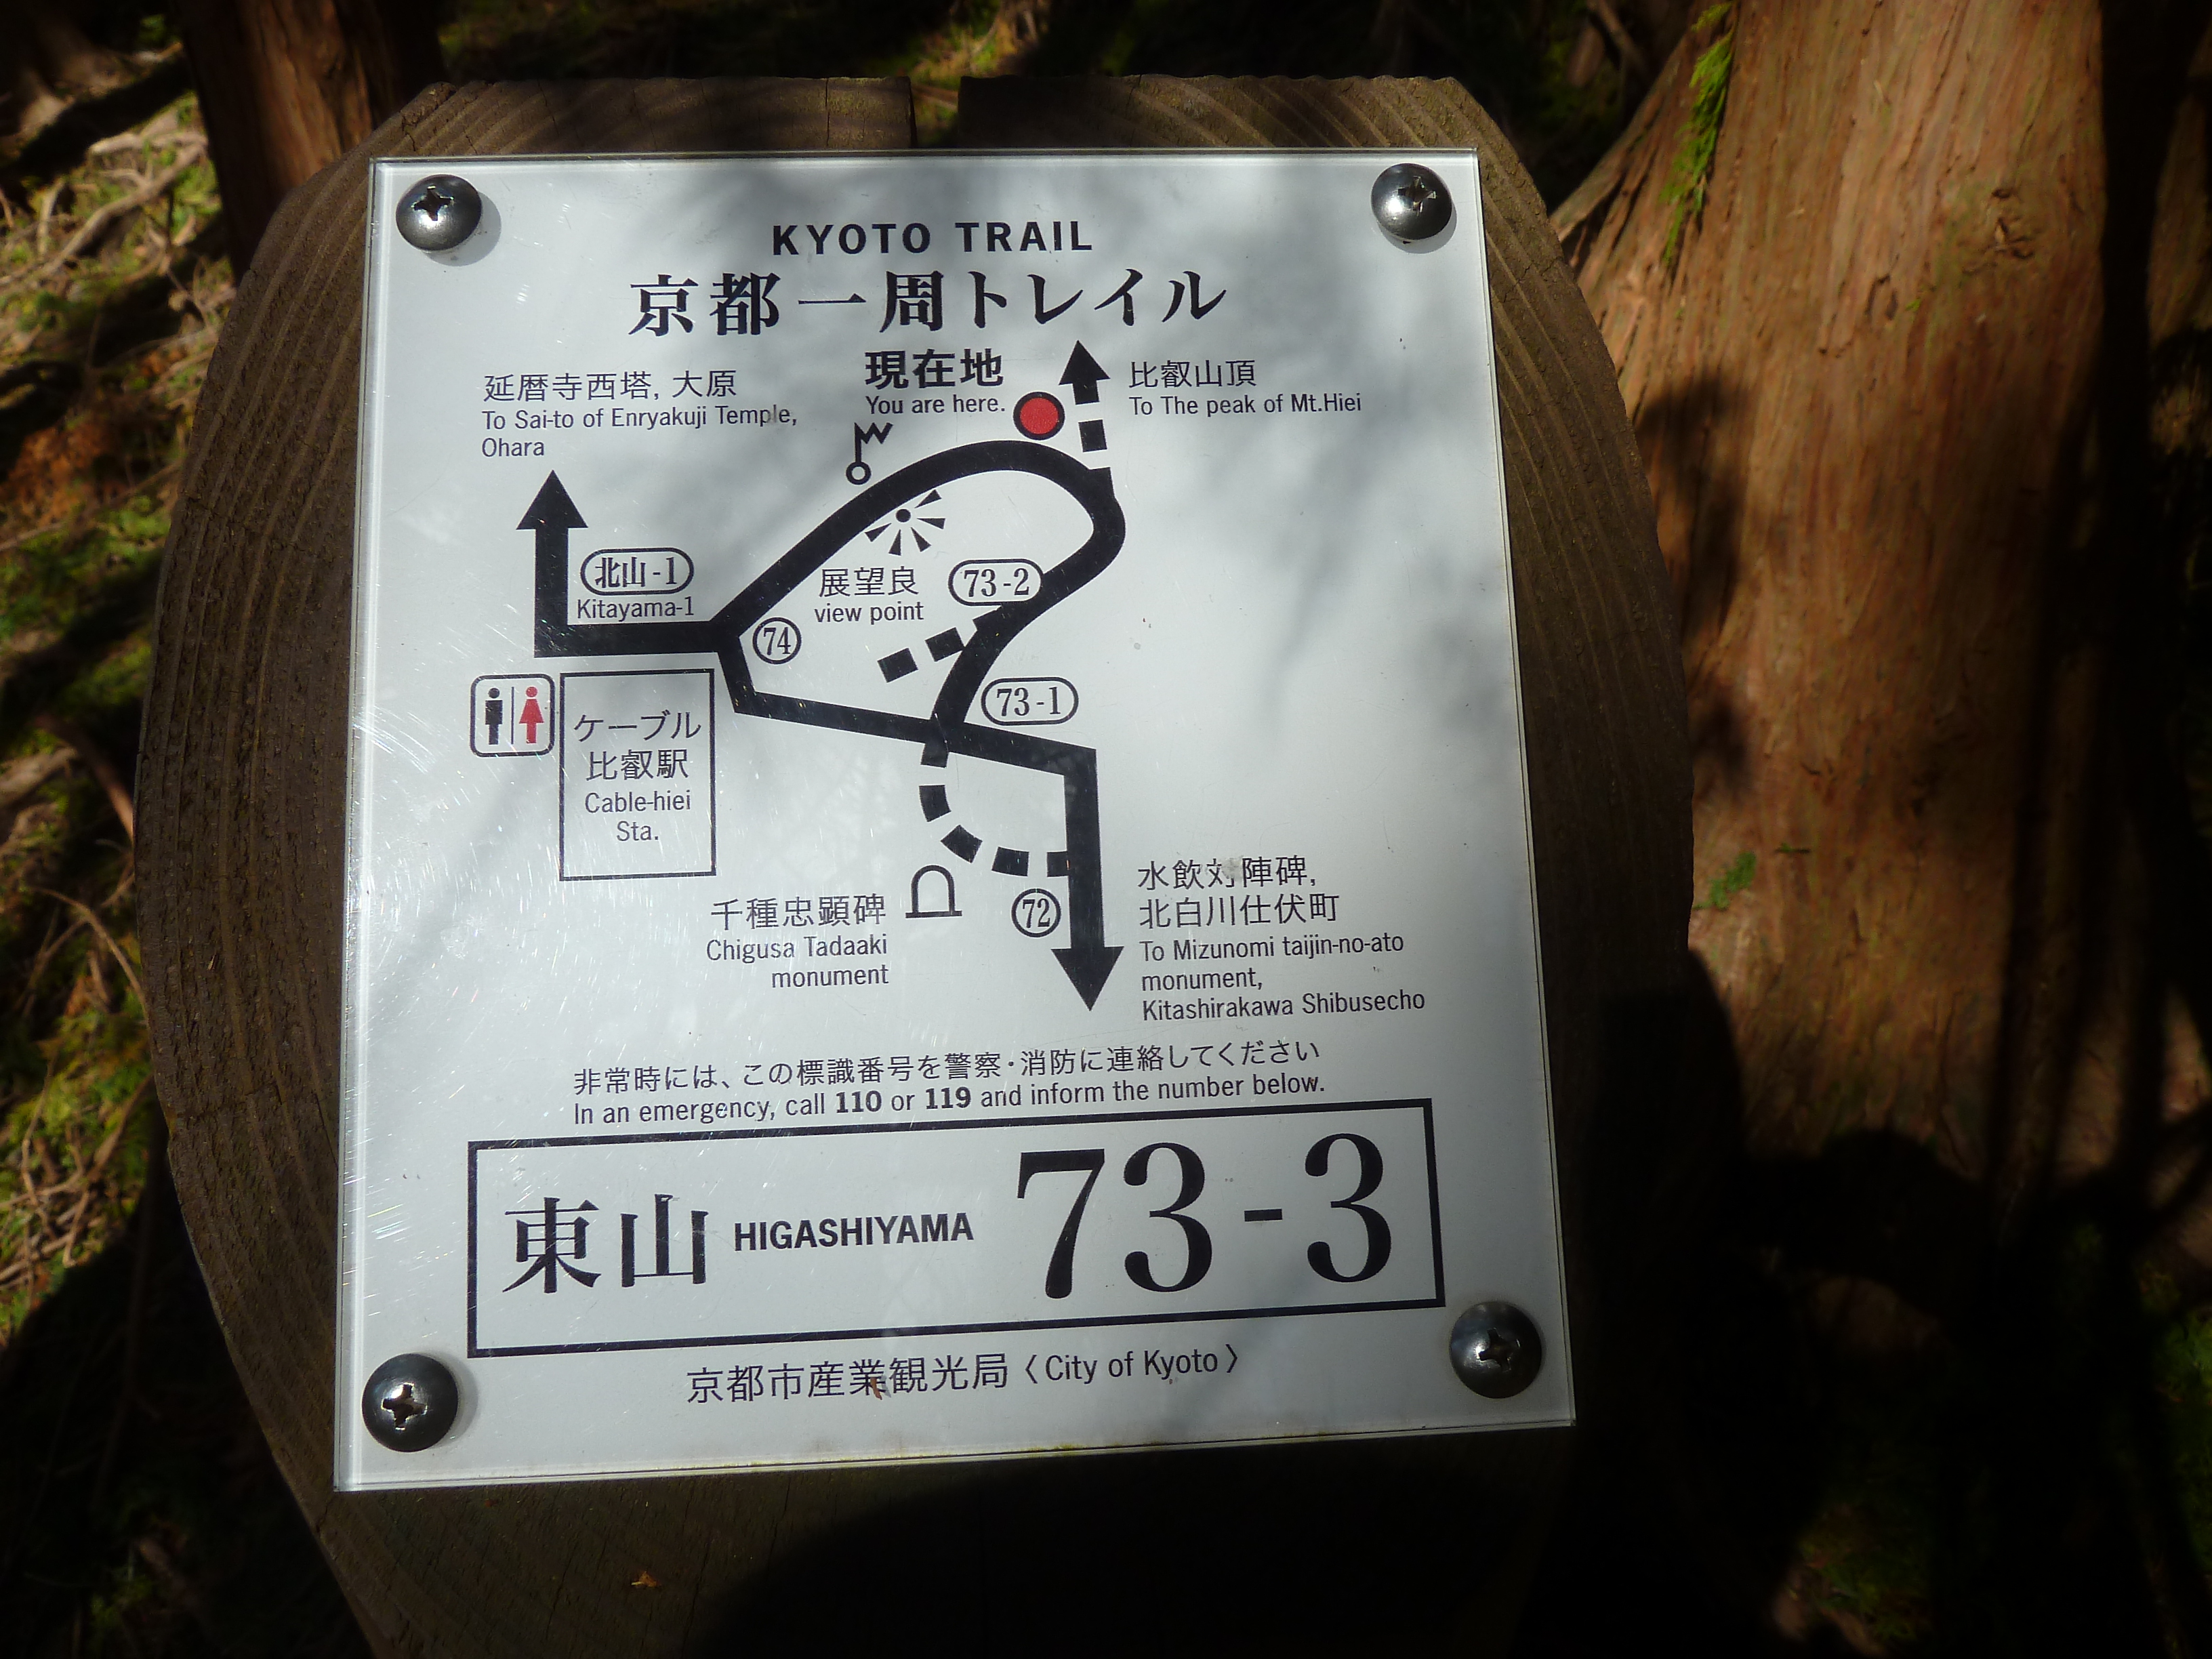 KYOTO TRAIL
京都一周トレイル
現在地
You are here.
延暦寺西塔, 大原
To Sai-to of Enryakuji Temple,
Ohara
比叡山頂
To The peak of Mt.Hiei
北山-1
Kitayama-1
展望良
view point
73-2
74
73-1
ケーブル
比叡駅
Cable-hiei
Sta.
千種忠顕碑
Chigusa Tadaaki
monument
72
水飲対陣碑,
北白川仕伏町
To Mizunomi taijin-no-ato
monument,
Kitashirakawa Shibusecho
非常時には、この標識番号を警察・消防に連絡してください
In an emergency, call 110 or 119 and inform the number below.
東山 HIGASHIYAMA 73-3
京都市産業観光局〈City of Kyoto〉